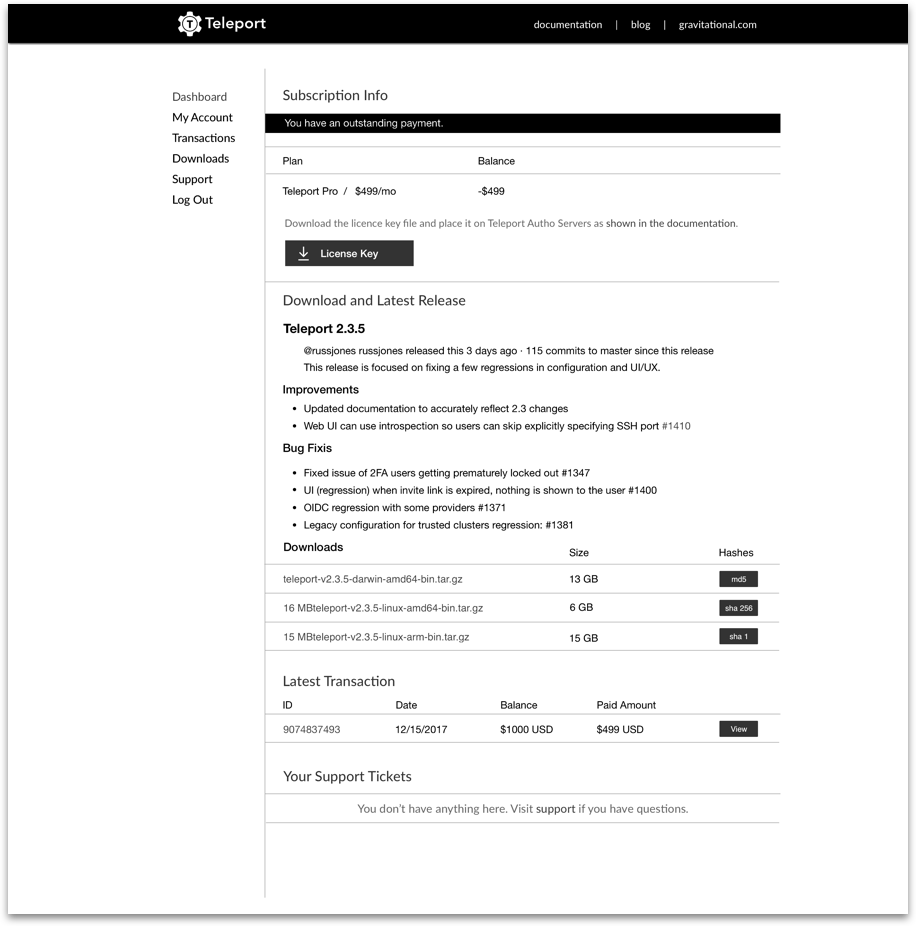 Teleport
documentation | blog | gravitational.com
Dashboard
My Account
Transactions
Downloads
Support
Log Out
Subscription Info
You have an outstanding payment.
Plan Balance
Teleport Pro / $499/mo -$499
Download the licence key file and place it on Teleport Autho Servers as shown in the documentation.
License Key
Download and Latest Release
Teleport 2.3.5
@russjones russjones released this 3 days ago · 115 commits to master since this release
This release is focused on fixing a few regressions in configuration and UI/UX.
Improvements
• Updated documentation to accurately reflect 2.3 changes
• Web UI can use introspection so users can skip explicitly specifying SSH port #1410
Bug Fixis
• Fixed issue of 2FA users getting prematurely locked out #1347
• UI (regression) when invite link is expired, nothing is shown to the user #1400
• OIDC regression with some providers #1371
• Legacy configuration for trusted clusters regression: #1381
Downloads Size Hashes
teleport-v2.3.5-darwin-amd64-bin.tar.gz 13 GB md5
16 MBteleport-v2.3.5-linux-amd64-bin.tar.gz 6 GB sha 256
15 MBteleport-v2.3.5-linux-arm-bin.tar.gz 15 GB sha 1
Latest Transaction
ID Date Balance Paid Amount
9074837493 12/15/2017 $1000 USD $499 USD View
Your Support Tickets
You don't have anything here. Visit support if you have questions.